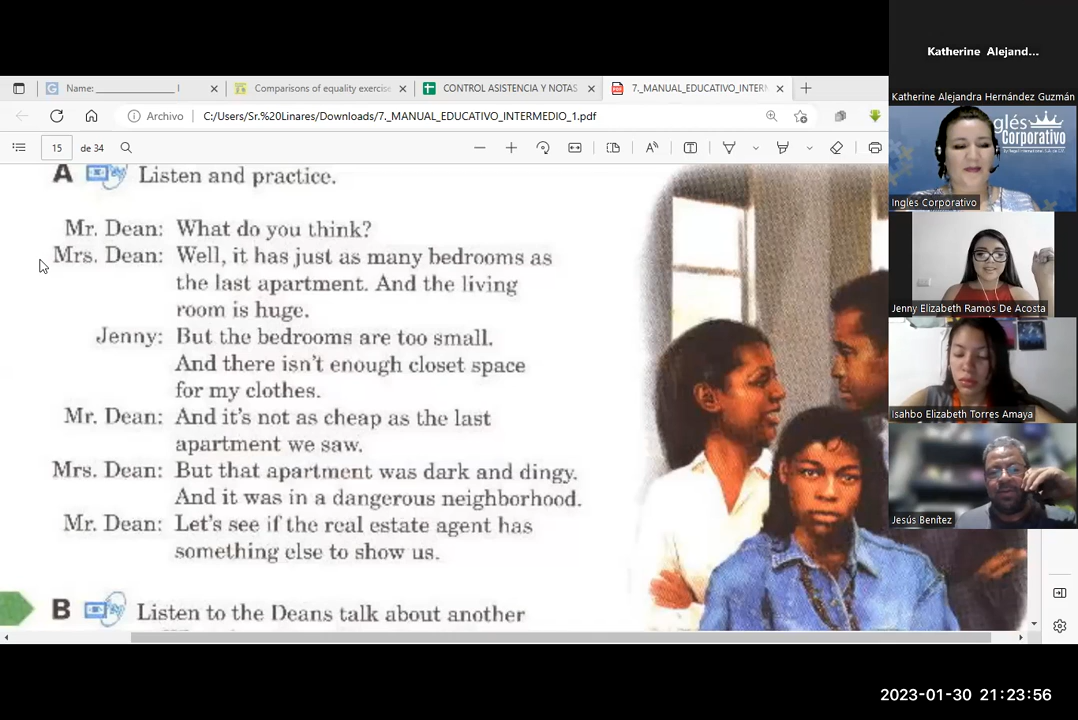 Katherine Alejand...
Name: ______________ I
Comparisons of equality exercise
CONTROL ASISTENCIA Y NOTAS
7._MANUAL_EDUCATIVO_INTERM
Katherine Alejandra Hernández Guzmán
Archivo
C:/Users/Sr.%20Linares/Downloads/7._MANUAL_EDUCATIVO_INTERMEDIO_1.pdf
15
de 34
glés
Corporativo
Ingles Corporativo
A Listen and practice.
Mr. Dean: What do you think?
Mrs. Dean: Well, it has just as many bedrooms as
the last apartment. And the living
room is huge.
Jenny: But the bedrooms are too small.
And there isn't enough closet space
for my clothes.
Mr. Dean: And it's not as cheap as the last
apartment we saw.
Mrs. Dean: But that apartment was dark and dingy.
And it was in a dangerous neighborhood.
Mr. Dean: Let's see if the real estate agent has
something else to show us.
B Listen to the Deans talk about another
Jenny Elizabeth Ramos De Acosta
Isahbo Elizabeth Torres Amaya
Jesús Benítez
2023-01-30 21:23:56